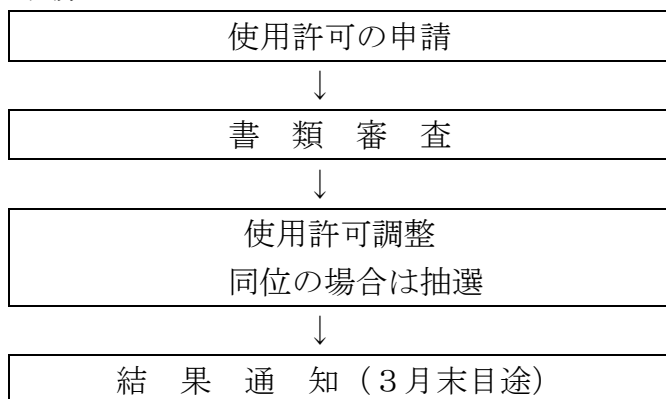 使用許可の申請
↓
書　類　審　査
↓
使用許可調整
同位の場合は抽選
↓
結　果　通　知（３月末目途）